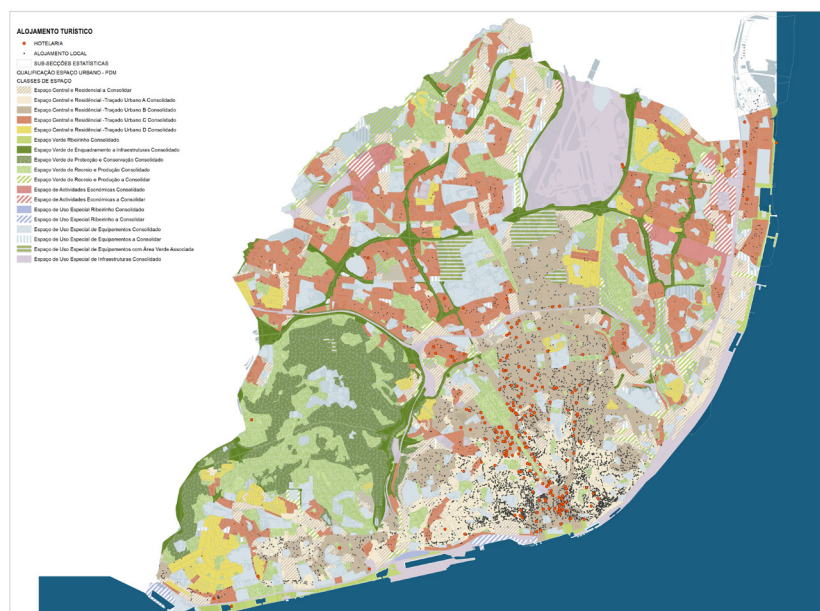 ALOJAMENTO TURÍSTICO
HOTELARIA
ALOJAMENTO LOCAL
SUB-SECÇÕES ESTATÍSTICAS
QUALIFICAÇÃO ESPAÇO URBANO - PDM
CLASSES DE ESPAÇO
Espaço Central e Residencial a Consolidar
Espaço Central e Residêncial -Traçado Urbano A Consolidado
Espaço Central e Residêncial -Traçado Urbano B Consolidado
Espaço Central e Residêncial -Traçado Urbano C Consolidado
Espaço Central e Residêncial -Traçado Urbano D Consolidado
Espaço Verde Ribeirinho Consolidado
Espaço Verde de Enquadramento a Infraestruturas Consolidado
Espaço Verde de Protecção e Conservação Consolidado
Espaço Verde de Recreio e Produção Consolidado
Espaço Verde de Recreio e Produção a Consolidar
Espaço de Actividades Económicas Consolidado
Espaço de Actividades Económicas a Consolidar
Espaço de Uso Especial Ribeirinho Consolidado
Espaço de Uso Especial Ribeirinho a Consolidar
Espaço de Uso Especial de Equipamentos Consolidado
Espaço de Uso Especial de Equipamentos a Consolidar
Espaço de Uso Especial de Equipamentos com Área Verde Associada
Espaço de Uso Especial de Infraestruturas Consolidado